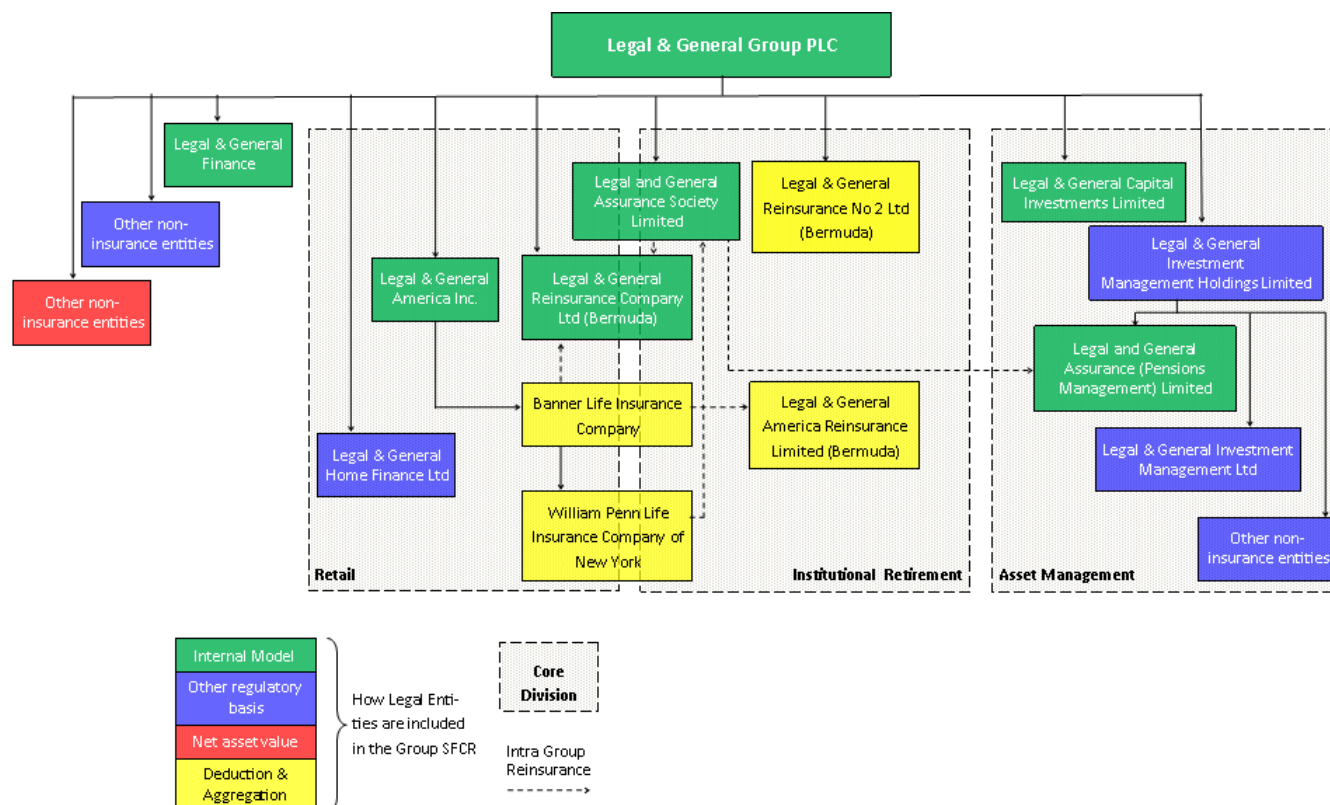 Legal & General Group PLC
Legal & General
Finance
Other non-
insurance entities
Other non-
insurance entities
Legal & General
America Inc.
Legal and General
Assurance Society
Limited
Legal & General
Reinsurance Company
Ltd (Bermuda)
Legal & General
Reinsurance No 2 Ltd
(Bermuda)
Legal & General Capital
Investments Limited
Legal & General
Investment
Management Holdings Limited
Legal and General
Assurance (Pensions
Management) Limited
Banner Life Insurance
Company
Legal & General
America Reinsurance
Limited (Bermuda)
Legal & General
Home Finance Ltd
Legal & General Investment
Management Ltd
William Penn Life
Insurance Company of
New York
Other non-
insurance entities
Retail
Institutional Retirement
Asset Management
Internal Model
Other regulatory
basis
Net asset value
Deduction &
Aggregation
How Legal Enti-
ties are included
in the Group SFCR
Core
Division
Intra Group
Reinsurance